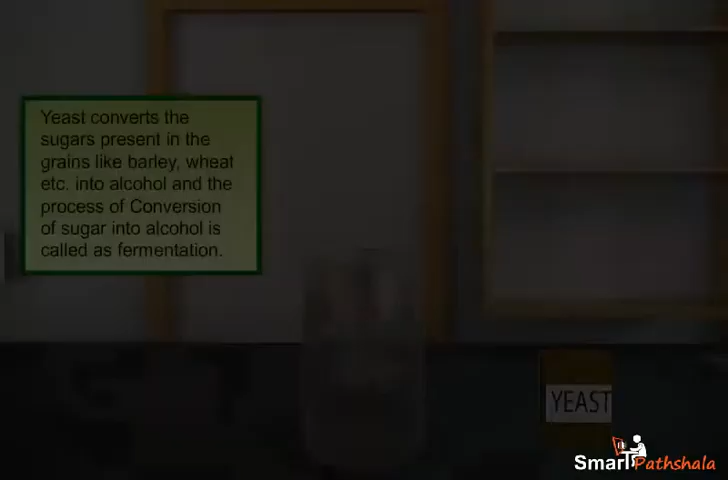 Yeast converts the
sugars present in the
grains like barley, wheat
etc. into alcohol and the
process of Conversion
of sugar into alcohol is
called as fermentation.
YEAST
SmartPathshala